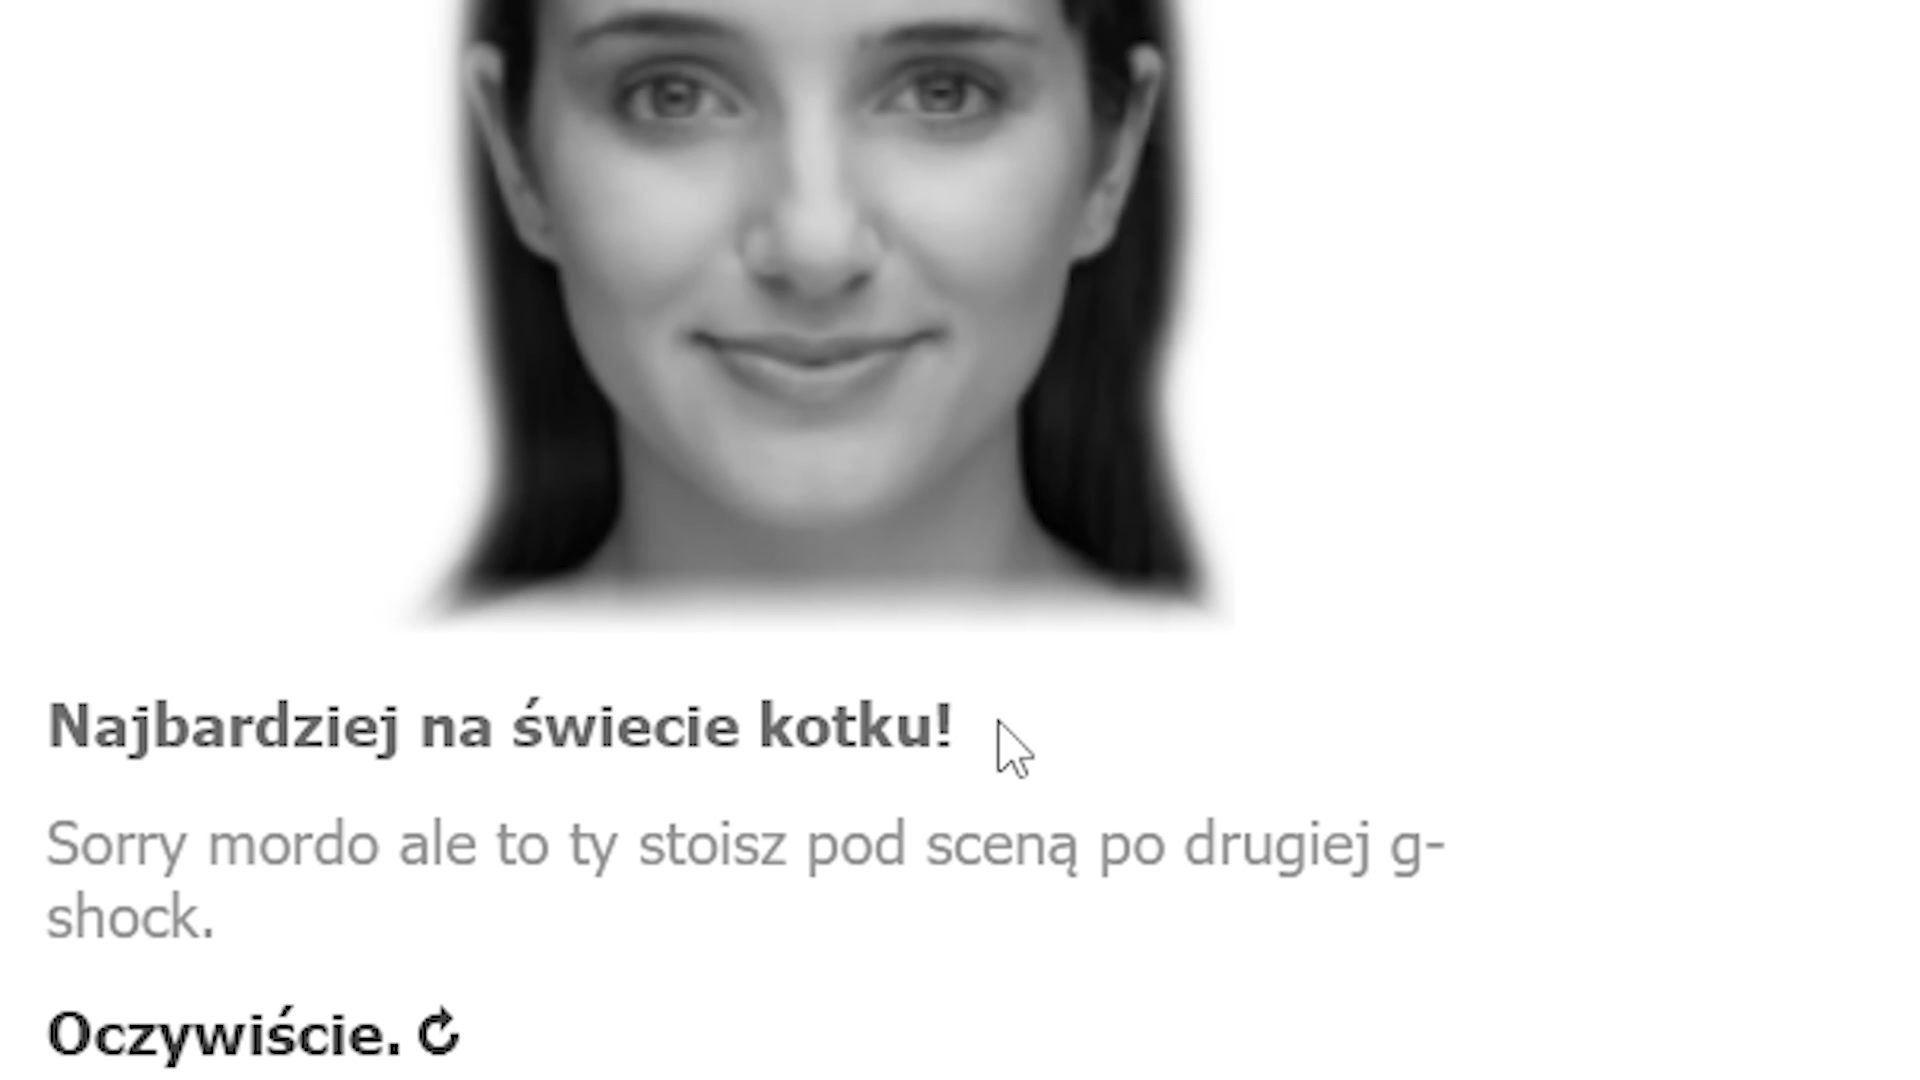 Najbardziej na świecie kotku!
Sorry mordo ale to ty stoisz pod sceną po drugiej g-
shock.
Oczywiście.